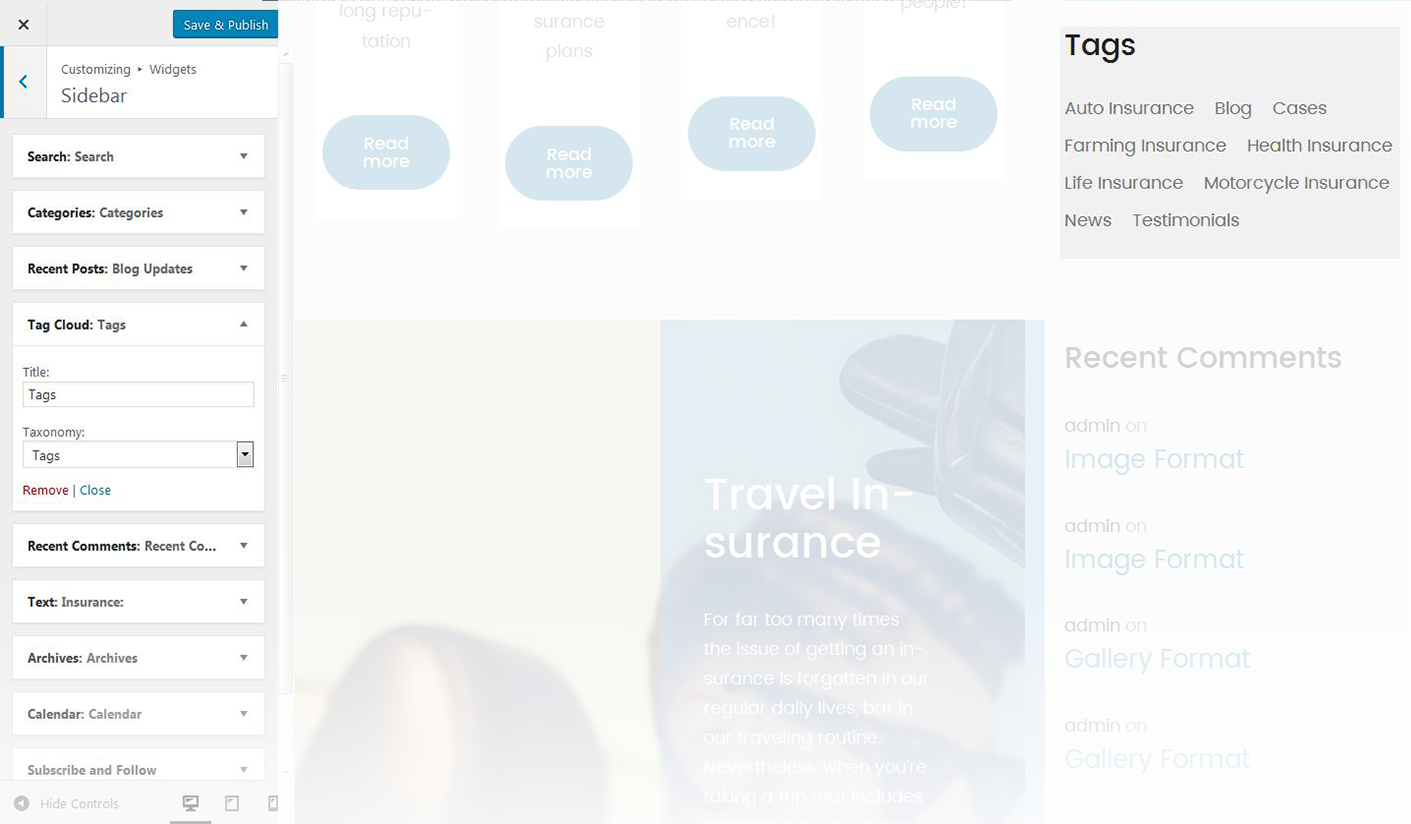 Save & Publish
Customizing ▸ Widgets
Sidebar
Search: Search
Categories: Categories
Recent Posts: Blog Updates
Tag Cloud: Tags
Title:
Tags
Taxonomy:
Tags
Remove | Close
Recent Comments: Recent Co...
Text: Insurance:
Archives: Archives
Calendar: Calendar
Subscribe and Follow
Hide Controls
long repu-
tation
Read
more
surance
plans
Read
more
ence!
Read
more
people!
Read
more
Travel In-
surance
For far too many times
the issue of getting an in-
surance is forgotten in our
regular daily lives, bar in
our traveling routine.
Nevertheless, when you're
taking a trip that includes
Tags
Auto Insurance Blog Cases
Farming Insurance Health Insurance
Life Insurance Motorcycle Insurance
News Testimonials
Recent Comments
admin on
Image Format
admin on
Image Format
admin on
Gallery Format
admin on
Gallery Format